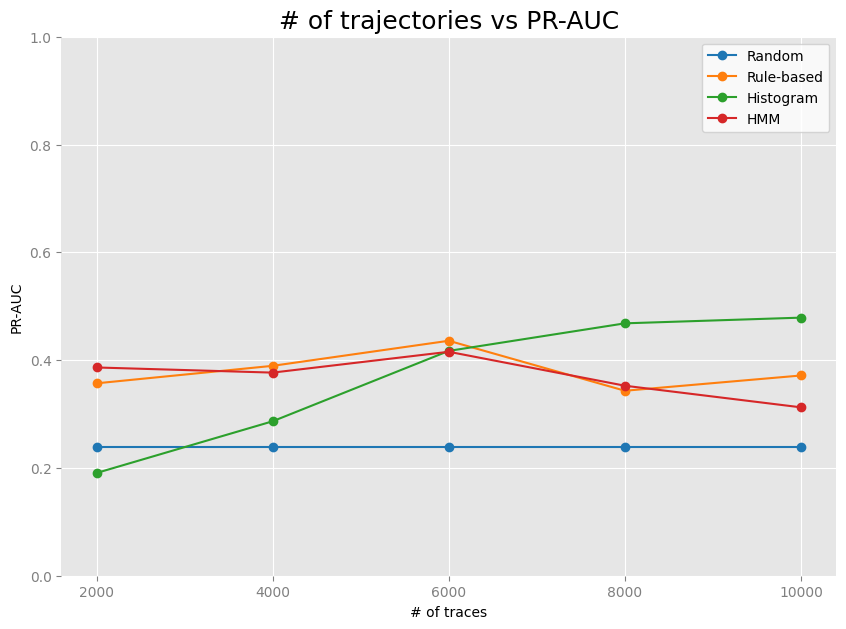 # of trajectories vs PR-AUC
1.0
0.8
0.6
0.4
0.2
0.0
PR-AUC
Random
Rule-based
Histogram
HMM
2000 4000 6000 8000 10000
# of traces